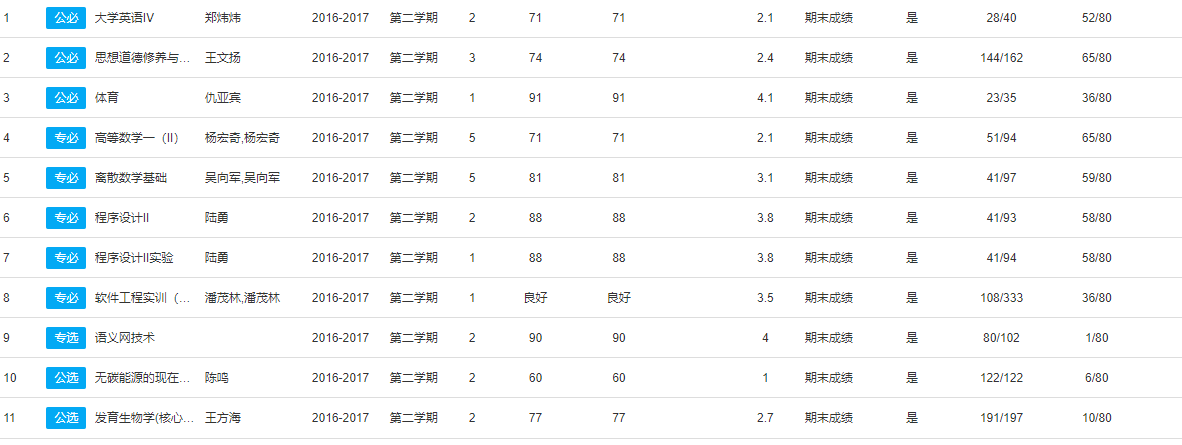 1 公必 大学英语IV 郑炜炜 2016-2017 第二学期 2 71 71 2.1 期末成绩 是 28/40 52/80
2 公必 思想道德修养与... 王文扬 2016-2017 第二学期 3 74 74 2.4 期末成绩 是 144/162 65/80
3 公必 体育 仇亚宾 2016-2017 第二学期 1 91 91 4.1 期末成绩 是 23/35 36/80
4 专必 高等数学一（II） 杨宏奇,杨宏奇 2016-2017 第二学期 5 71 71 2.1 期末成绩 是 51/94 65/80
5 专必 离散数学基础 吴向军,吴向军 2016-2017 第二学期 5 81 81 3.1 期末成绩 是 41/97 59/80
6 专必 程序设计II 陆勇 2016-2017 第二学期 2 88 88 3.8 期末成绩 是 41/93 58/80
7 专必 程序设计II实验 陆勇 2016-2017 第二学期 1 88 88 3.8 期末成绩 是 41/94 58/80
8 专必 软件工程实训（... 潘茂林,潘茂林 2016-2017 第二学期 1 良好 良好 3.5 期末成绩 是 108/333 36/80
9 专选 语义网技术 2016-2017 第二学期 2 90 90 4 期末成绩 是 80/102 1/80
10 公选 无碳能源的现在... 陈鸣 2016-2017 第二学期 2 60 60 1 期末成绩 是 122/122 6/80
11 公选 发育生物学(核心... 王方海 2016-2017 第二学期 2 77 77 2.7 期末成绩 是 191/197 10/80